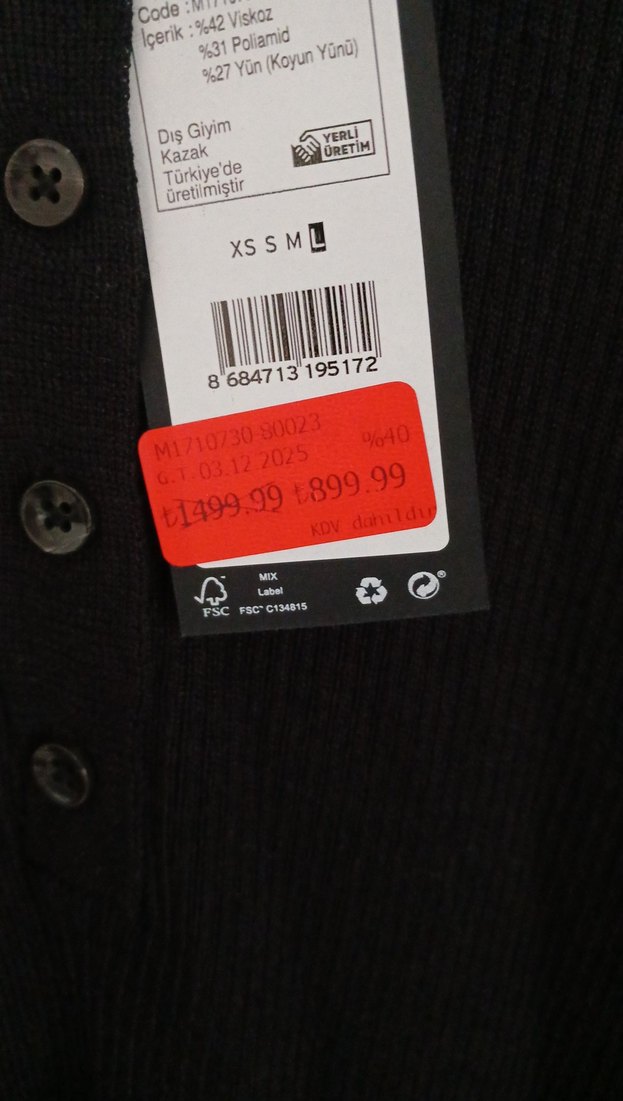 Code :
İçerik : %42 Viskoz
%31 Poliamid
%27 Yün (Koyun Yünü)
Dış Giyim
Kazak
Türkiye'de
üretilmiştir
YERLİ
ÜRETİM
XS S M L
8 684713 195172
M1710730-80023
%40
G.T. 03.12.2025
₺1499.99 ₺899.99
KDV dahildir
MIX
Label
FSC™ C134815
FSC